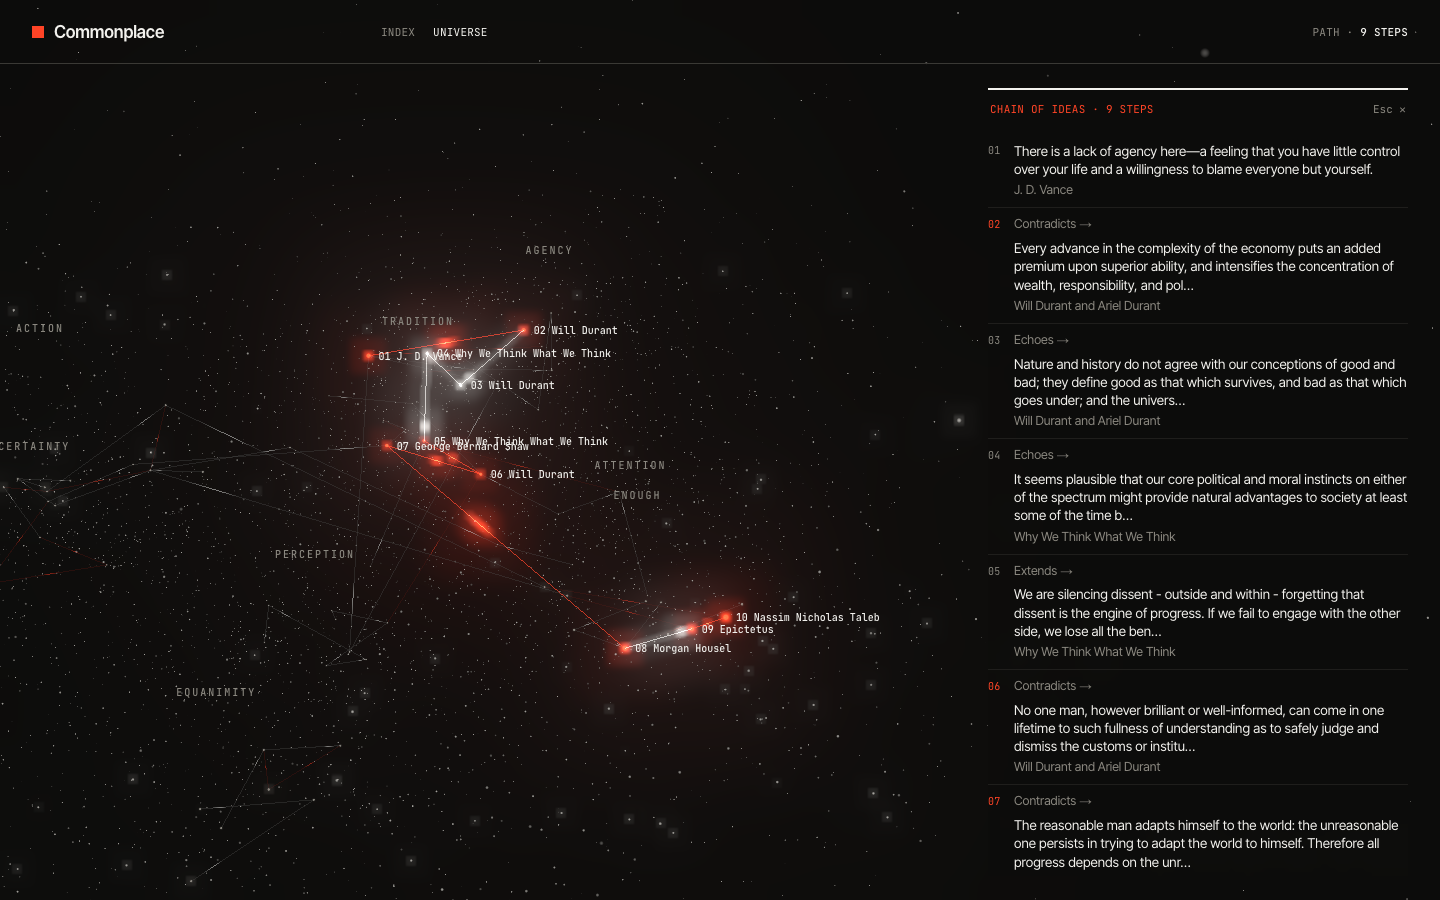 Commonplace
INDEX UNIVERSE
PATH · 9 STEPS
AGENCY
TRADITION
ACTION
02 Will Durant
01 J. D. Vance
04 Why We Think What We Think
03 Will Durant
05 Why We Think What We Think
07 George Bernard Shaw
CERTAINTY
ATTENTION
06 Will Durant
ENOUGH
PERCEPTION
10 Nassim Nicholas Taleb
09 Epictetus
08 Morgan Housel
EQUANIMITY
CHAIN OF IDEAS · 9 STEPS
Esc ×
01 There is a lack of agency here—a feeling that you have little control
over your life and a willingness to blame everyone but yourself.
J. D. Vance
02 Contradicts →
Every advance in the complexity of the economy puts an added
premium upon superior ability, and intensifies the concentration of
wealth, responsibility, and pol...
Will Durant and Ariel Durant
03 Echoes →
Nature and history do not agree with our conceptions of good and
bad; they define good as that which survives, and bad as that which
goes under; and the univers...
Will Durant and Ariel Durant
04 Echoes →
It seems plausible that our core political and moral instincts on either
of the spectrum might provide natural advantages to society at least
some of the time b...
Why We Think What We Think
05 Extends →
We are silencing dissent - outside and within - forgetting that
dissent is the engine of progress. If we fail to engage with the other
side, we lose all the ben...
Why We Think What We Think
06 Contradicts →
No one man, however brilliant or well-informed, can come in one
lifetime to such fullness of understanding as to safely judge and
dismiss the customs or institu...
Will Durant and Ariel Durant
07 Contradicts →
The reasonable man adapts himself to the world: the unreasonable
one persists in trying to adapt the world to himself. Therefore all
progress depends on the unr...